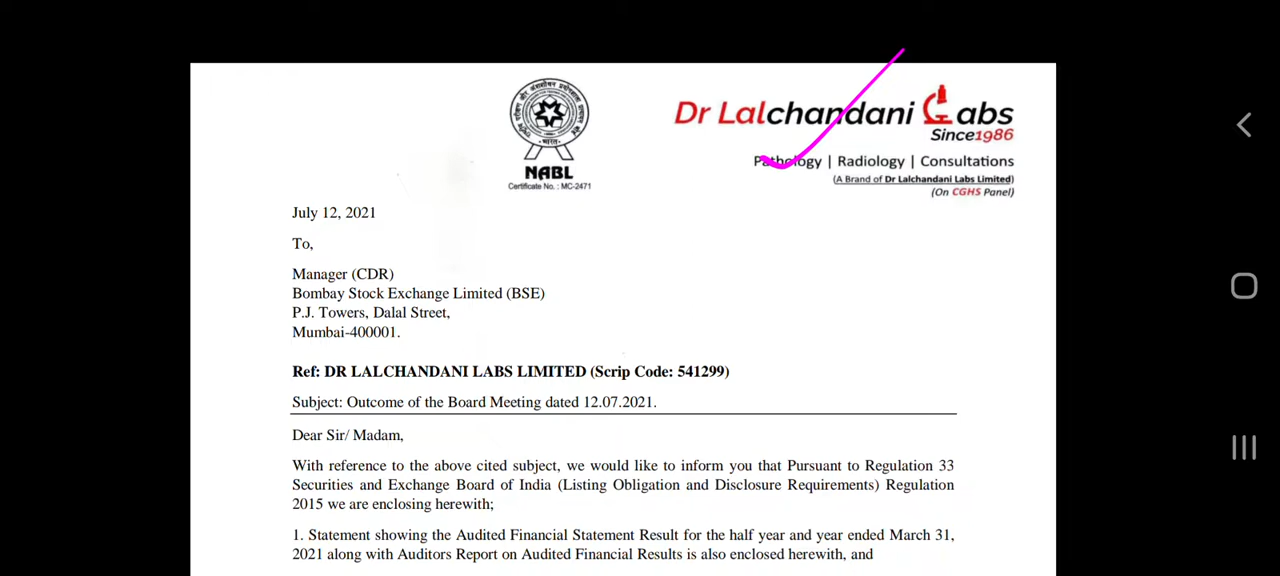 Dr Lalchandani Labs
Since1986
Pathology | Radiology | Consultations
(A Brand of Dr Lalchandani Labs Limited)
(On CGHS Panel)
NABL
Certificate No. : MC-2471
July 12, 2021
To,
Manager (CDR)
Bombay Stock Exchange Limited (BSE)
P.J. Towers, Dalal Street,
Mumbai-400001.
Ref: DR LALCHANDANI LABS LIMITED (Scrip Code: 541299)
Subject: Outcome of the Board Meeting dated 12.07.2021.
Dear Sir/ Madam,
With reference to the above cited subject, we would like to inform you that Pursuant to Regulation 33
Securities and Exchange Board of India (Listing Obligation and Disclosure Requirements) Regulation
2015 we are enclosing herewith;
1. Statement showing the Audited Financial Statement Result for the half year and year ended March 31,
2021 along with Auditors Report on Audited Financial Results is also enclosed herewith, and